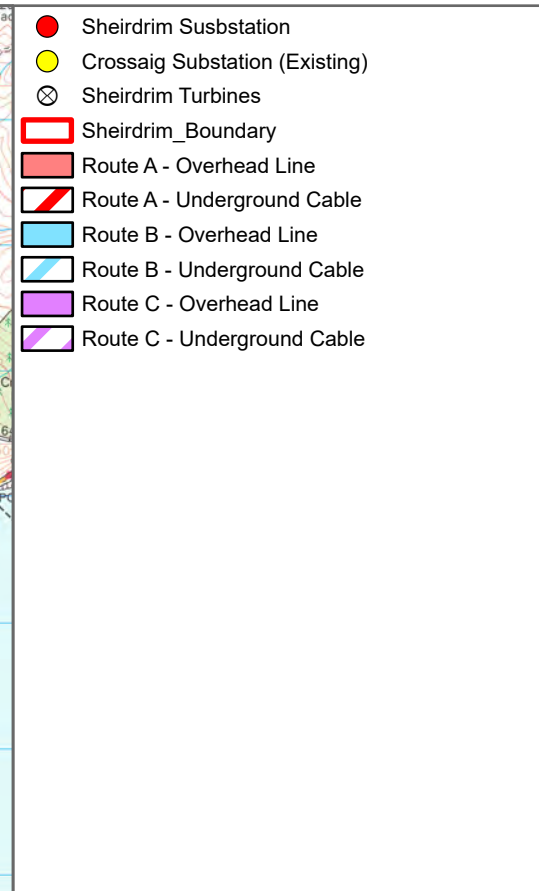 Sheirdrim Susbstation
Crossaig Substation (Existing)
Sheirdrim Turbines
Sheirdrim_Boundary
Route A - Overhead Line
Route A - Underground Cable
Route B - Overhead Line
Route B - Underground Cable
Route C - Overhead Line
Route C - Underground Cable